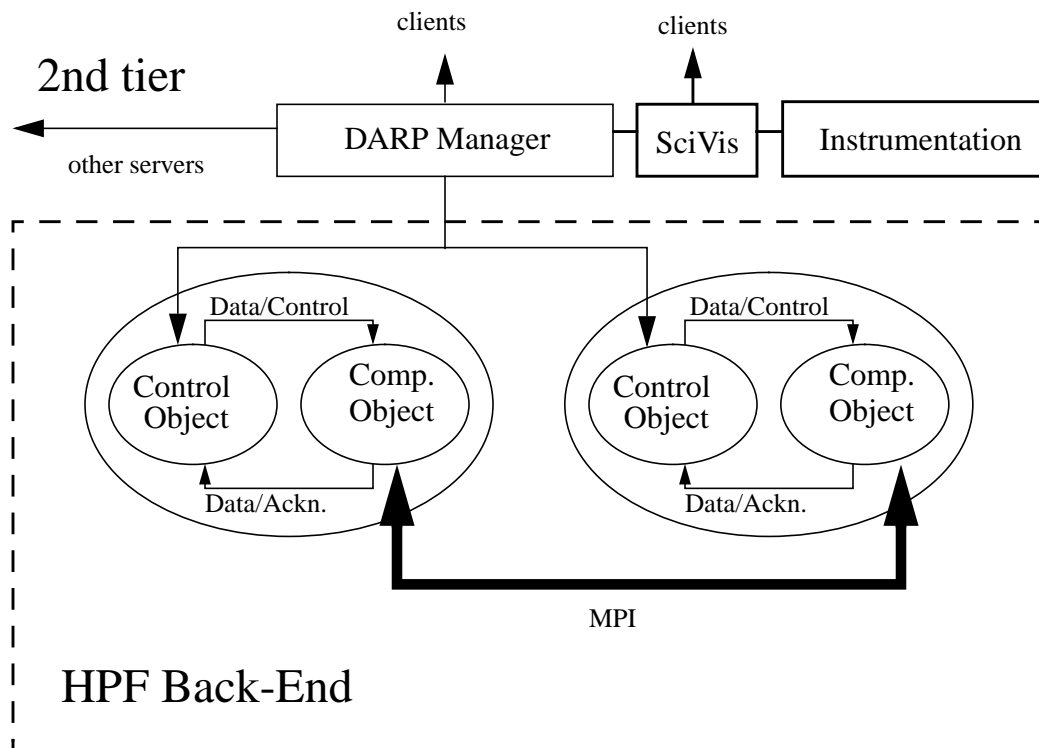 clients
clients
2nd tier
DARP Manager
SciVis
Instrumentation
other servers
Data/Control
Data/Control
Control
Object
Comp.
Object
Control
Object
Comp.
Object
Data/Ackn.
Data/Ackn.
MPI
HPF Back-End